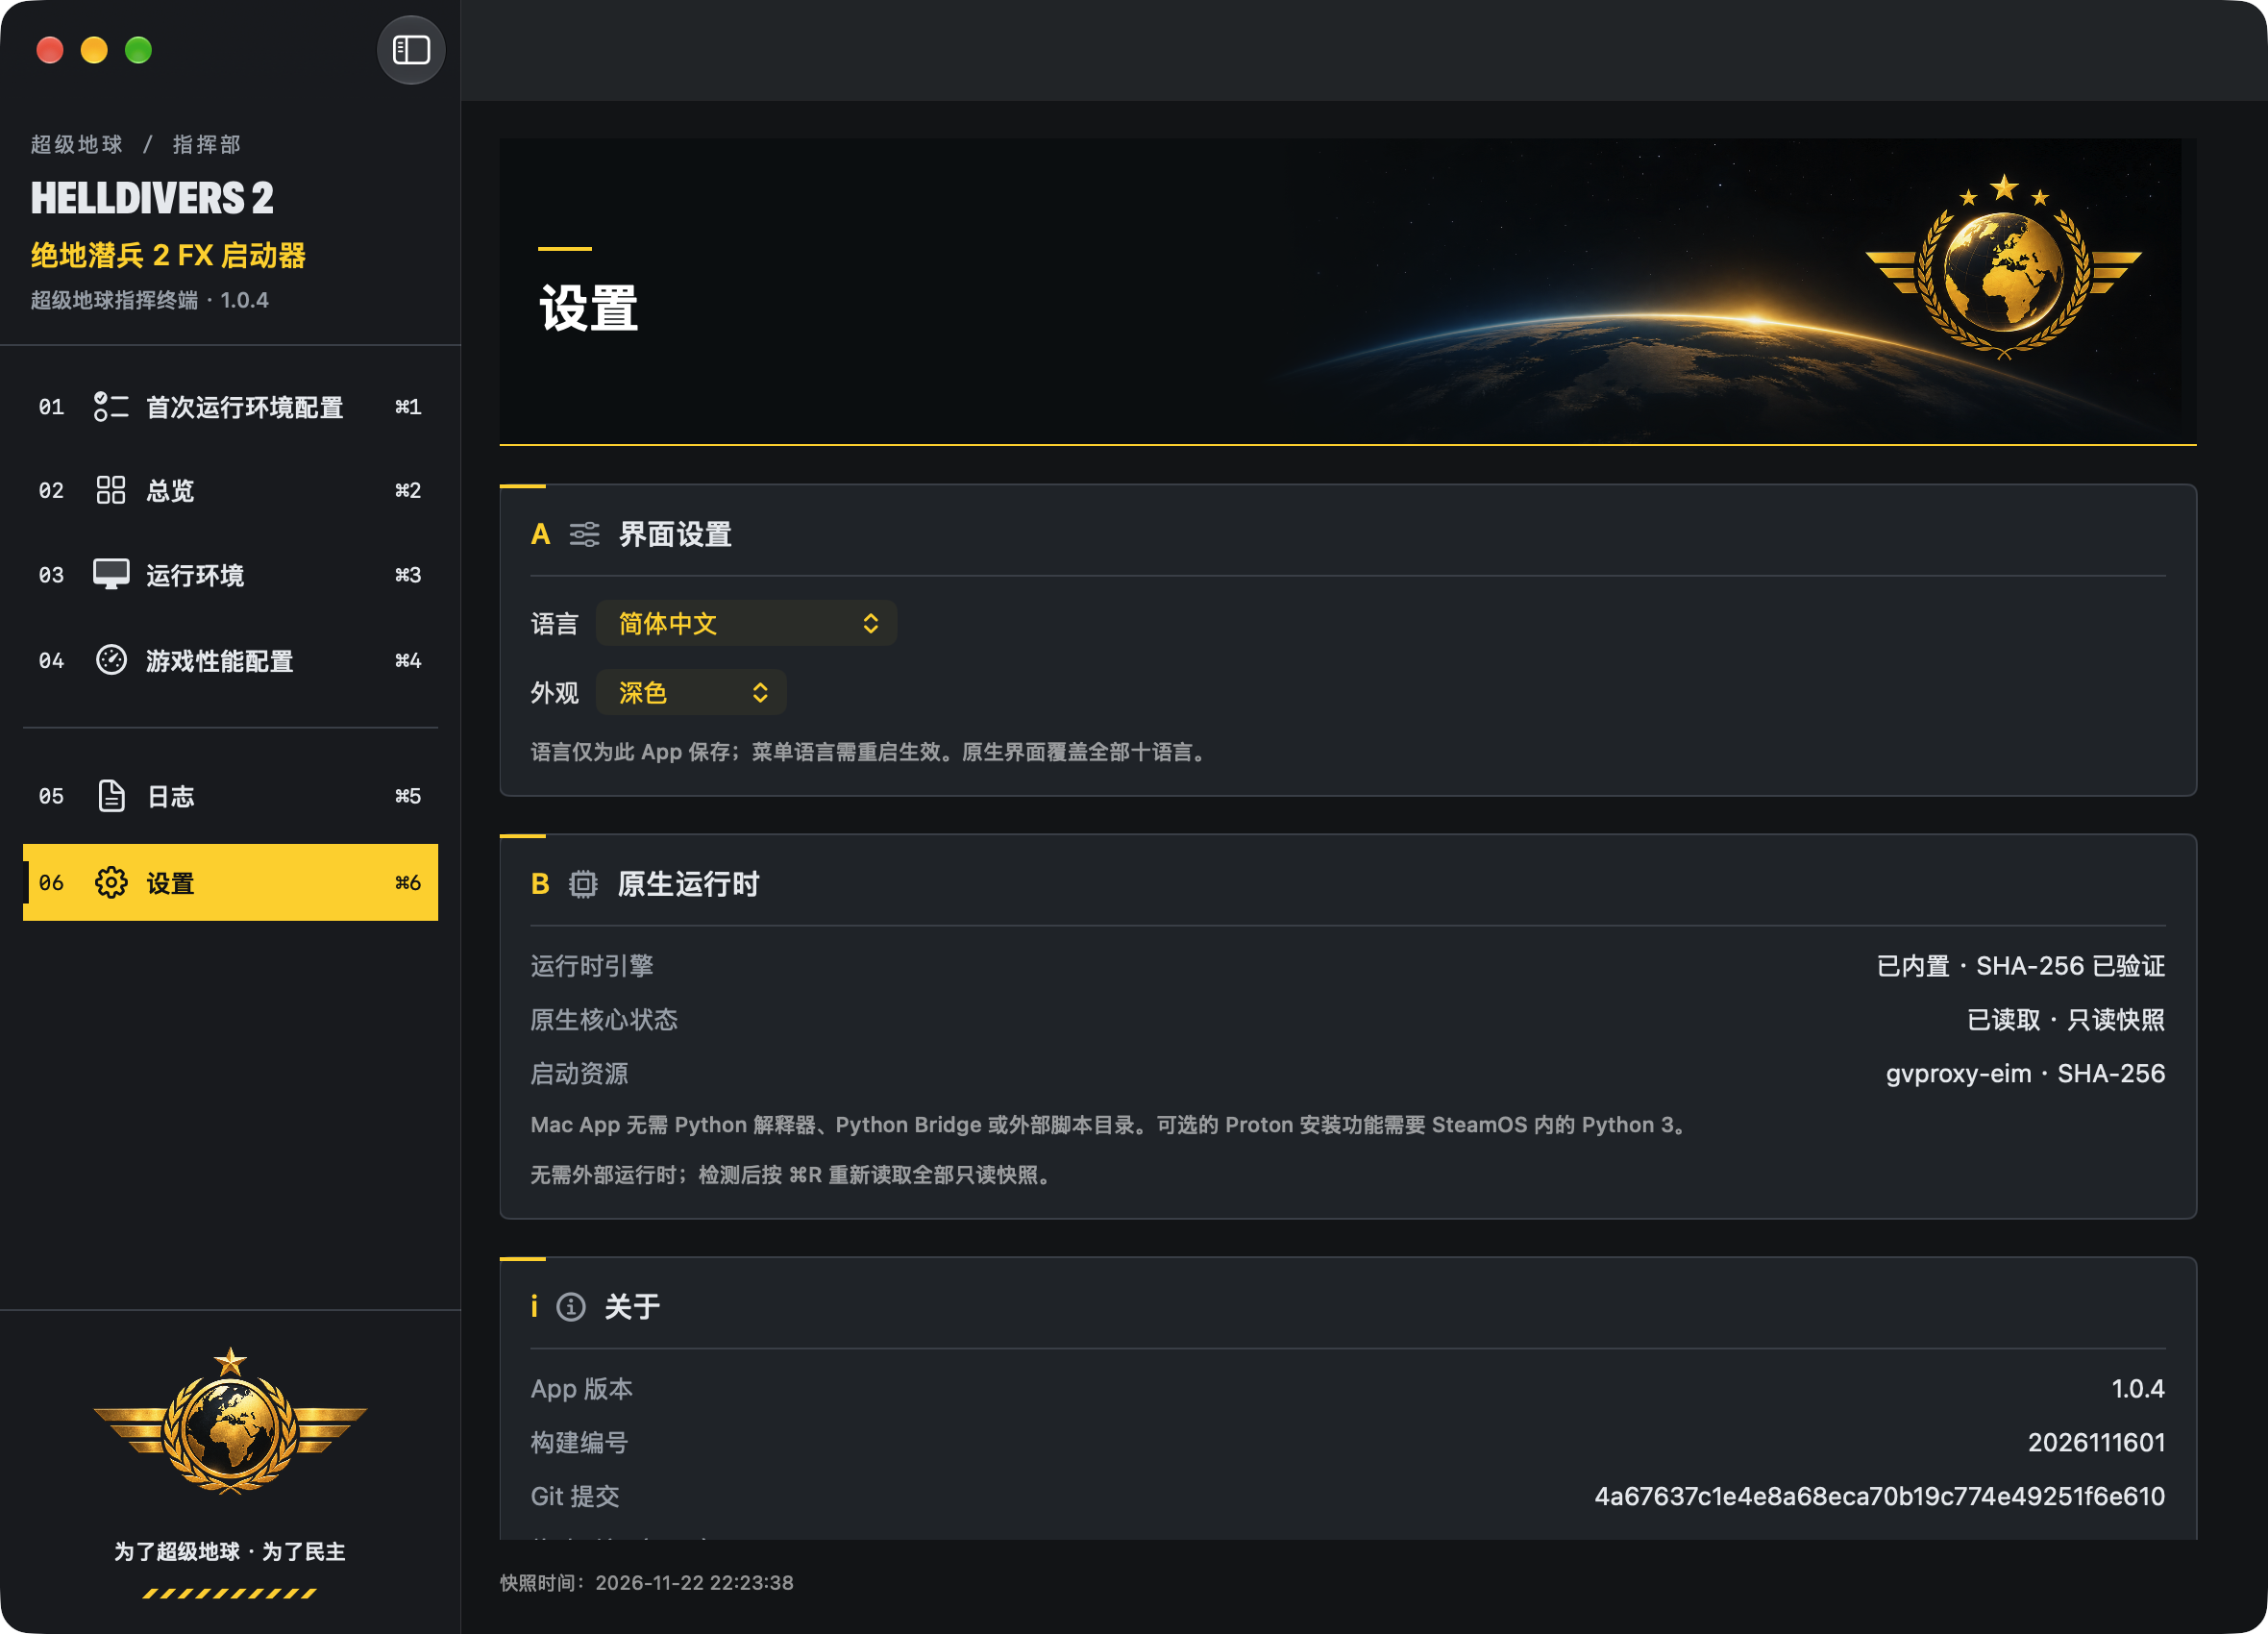 超级地球 / 指挥部
HELLDIVERS 2
绝地潜兵 2 FX 启动器
超级地球指挥终端 · 1.0.4
01 首次运行环境配置 ⌘1
02 总览 ⌘2
03 运行环境 ⌘3
04 游戏性能配置 ⌘4
05 日志 ⌘5
06 设置 ⌘6
为了超级地球 · 为了民主
设置
A 界面设置
语言 简体中文
外观 深色
语言仅为此 App 保存；菜单语言需重启生效。原生界面覆盖全部十语言。
B 原生运行时
运行时引擎 已内置 · SHA-256 已验证
原生核心状态 已读取 · 只读快照
启动资源 gvproxy-eim · SHA-256
Mac App 无需 Python 解释器、Python Bridge 或外部脚本目录。可选的 Proton 安装功能需要 SteamOS 内的 Python 3。
无需外部运行时；检测后按 ⌘R 重新读取全部只读快照。
i 关于
App 版本 1.0.4
构建编号 2026111601
Git 提交 4a67637c1e4e8a68eca70b19c774e49251f6e610
快照时间：2026-11-22 22:23:38